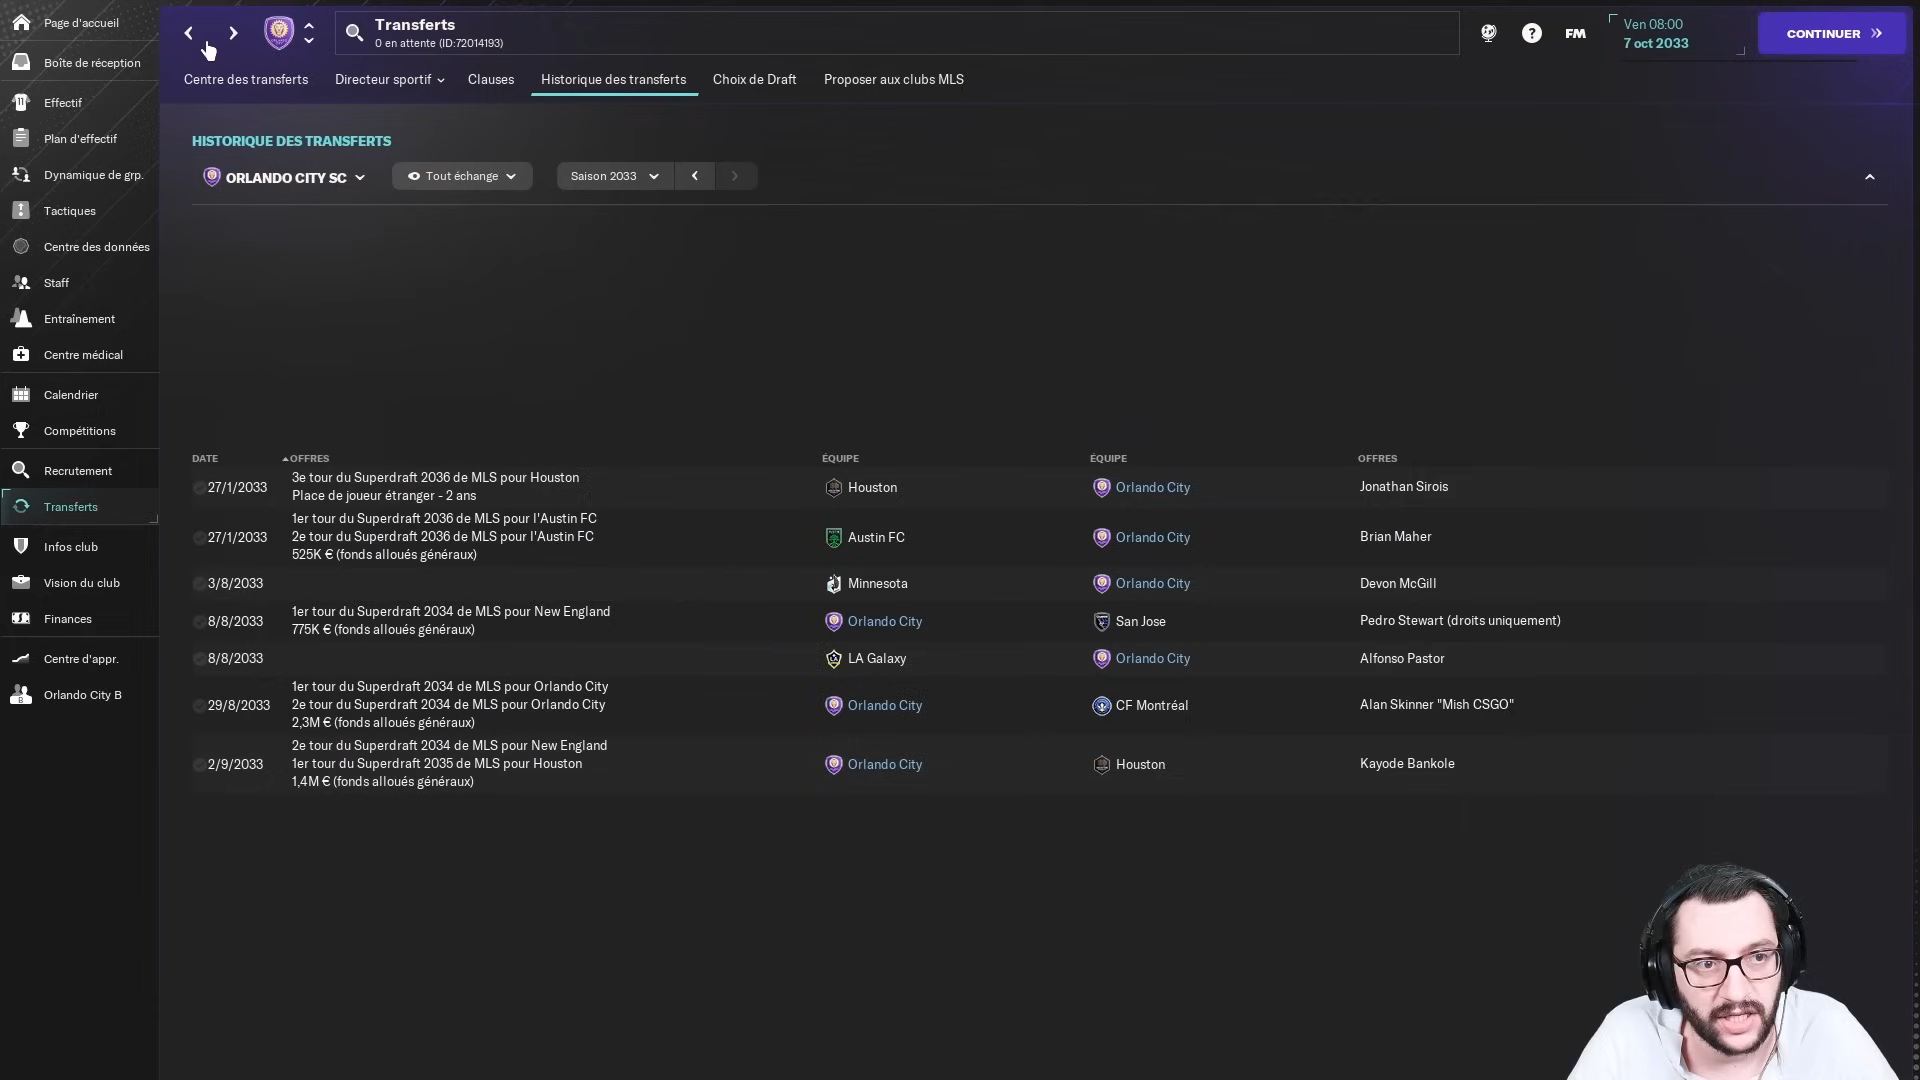 Page d'accueil
Boîte de réception
Effectif
Plan d'effectif
Dynamique de grp.
Tactiques
Centre des données
Staff
Entraînement
Centre médical
Calendrier
Compétitions
Recrutement
Transferts
Infos club
Vision du club
Finances
Centre d'appr.
Orlando City B
Transferts
0 en attente (ID:72014193)
FM
Ven 08:00
7 oct 2033
CONTINUER
Centre des transferts Directeur sportif Clauses Historique des transferts Choix de Draft Proposer aux clubs MLS
HISTORIQUE DES TRANSFERTS
ORLANDO CITY SC Tout échange Saison 2033
DATE OFFRES ÉQUIPE ÉQUIPE OFFRES
3e tour du Superdraft 2036 de MLS pour Houston
27/1/2033 Houston Orlando City Jonathan Sirois
Place de joueur étranger - 2 ans
1er tour du Superdraft 2036 de MLS pour l'Austin FC
27/1/2033 2e tour du Superdraft 2036 de MLS pour l'Austin FC Austin FC Orlando City Brian Maher
525K € (fonds alloués généraux)
3/8/2033 Minnesota Orlando City Devon McGill
1er tour du Superdraft 2034 de MLS pour New England
8/8/2033 Orlando City San Jose Pedro Stewart (droits uniquement)
775K € (fonds alloués généraux)
8/8/2033 LA Galaxy Orlando City Alfonso Pastor
1er tour du Superdraft 2034 de MLS pour Orlando City
29/8/2033 2e tour du Superdraft 2034 de MLS pour Orlando City Orlando City CF Montréal Alan Skinner "Mish CSGO"
2,3M € (fonds alloués généraux)
2e tour du Superdraft 2034 de MLS pour New England
2/9/2033 1er tour du Superdraft 2035 de MLS pour Houston Orlando City Houston Kayode Bankole
1,4M € (fonds alloués généraux)